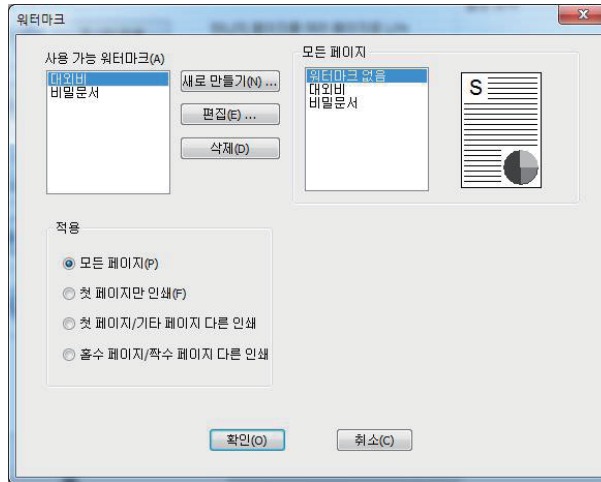 워터마크
사용 가능 워터마크(A)
대외비
비밀문서
새로 만들기(N) ...
편집(E) ...
삭제(D)
모든 페이지
워터마크 없음
대외비
비밀문서
S
적용
모든 페이지(P)
첫 페이지만 인쇄(F)
첫 페이지/기타 페이지 다른 인쇄
홀수 페이지/짝수 페이지 다른 인쇄
확인(O)
취소(C)